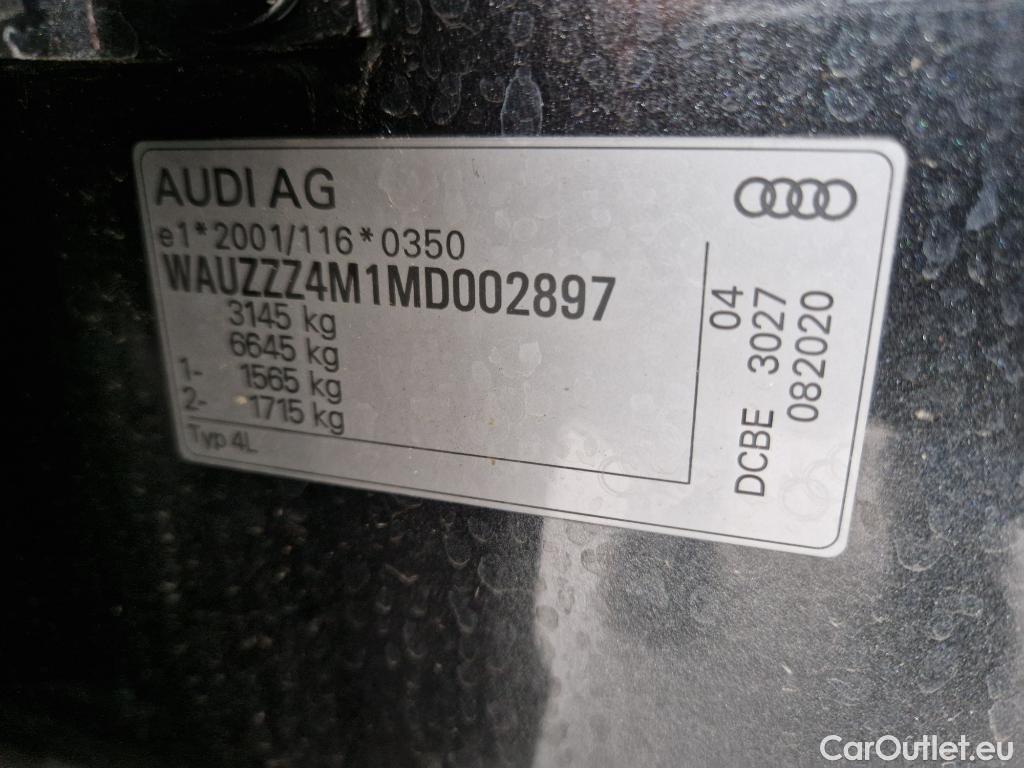 AUDI AG
e1*2001/116*0350
WAUZZZ4M1MD002897
3145 kg
6645 kg
1- 1565 kg
2- 1715 kg
Typ 4L
04
DCBE 3027
082020
CarOutlet.eu